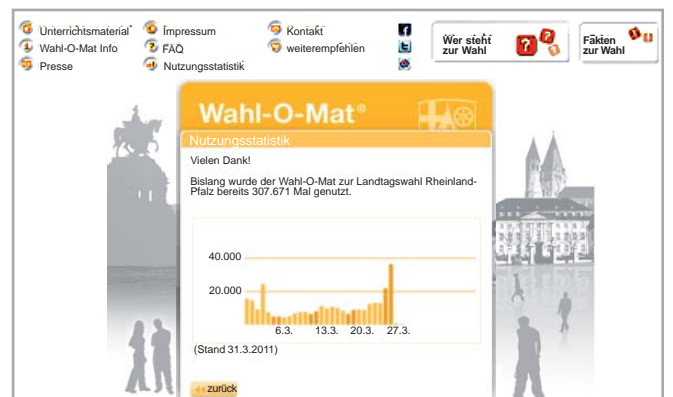 Unterrichtsmaterial
Wahl-O-Mat Info
Presse
Impressum
FAQ
Nutzungsstatistik
Kontakt
weiterempfehlen
Wer steht
zur Wahl
Fakten
zur Wahl
Wahl-O-Mat®
Nutzungsstatistik
Vielen Dank!
Bislang wurde der Wahl-O-Mat zur Landtagswahl Rheinland-
Pfalz bereits 307.671 Mal genutzt.
40.000
20.000
6.3. 13.3. 20.3. 27.3.
(Stand 31.3.2011)
zurück